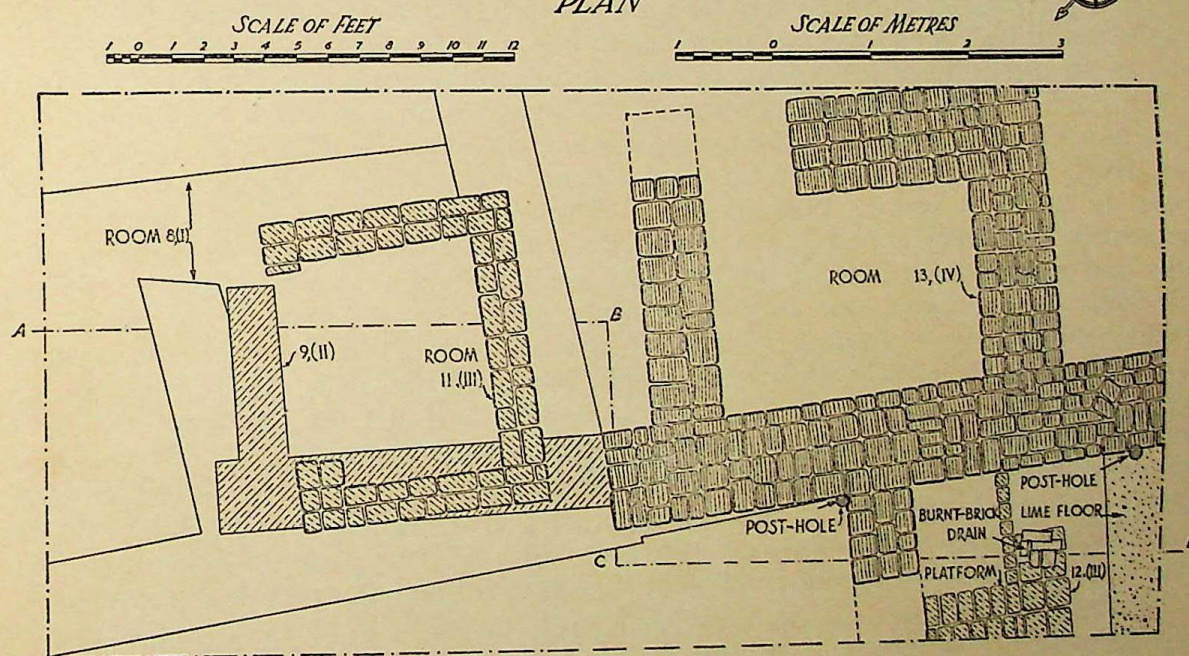 PLAN
SCALE OF FEET
1 0 1 2 3 4 5 6 7 8 9 10 11 12
SCALE OF METRES
1 0 1 2 3
ROOM 8,(I)
A
B
9,(II)
ROOM
11,(III)
ROOM 13,(IV)
POST-HOLE
POST-HOLE
BURNT-BRICK
DRAIN
LIME FLOOR
C
PLATFORM
12,(III)